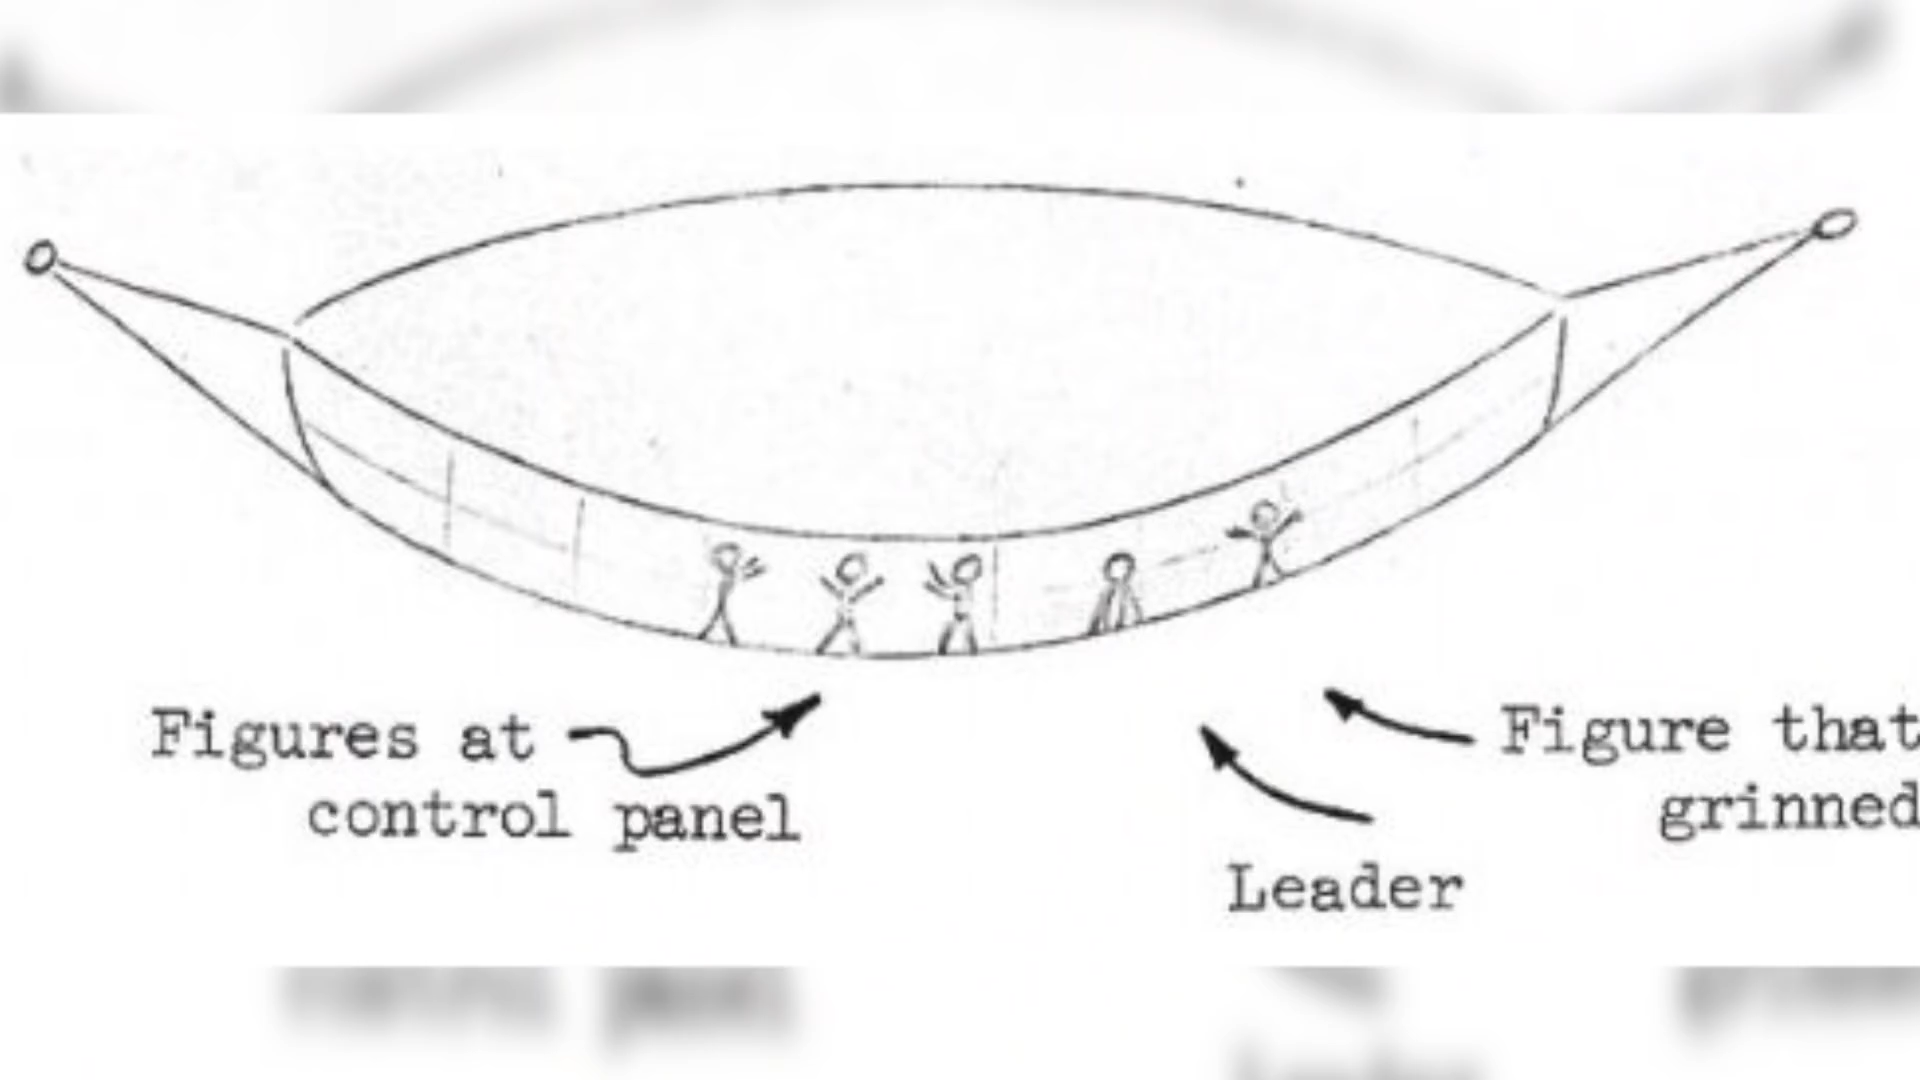 Figures at
control panel
Figure that
grinned
Leader